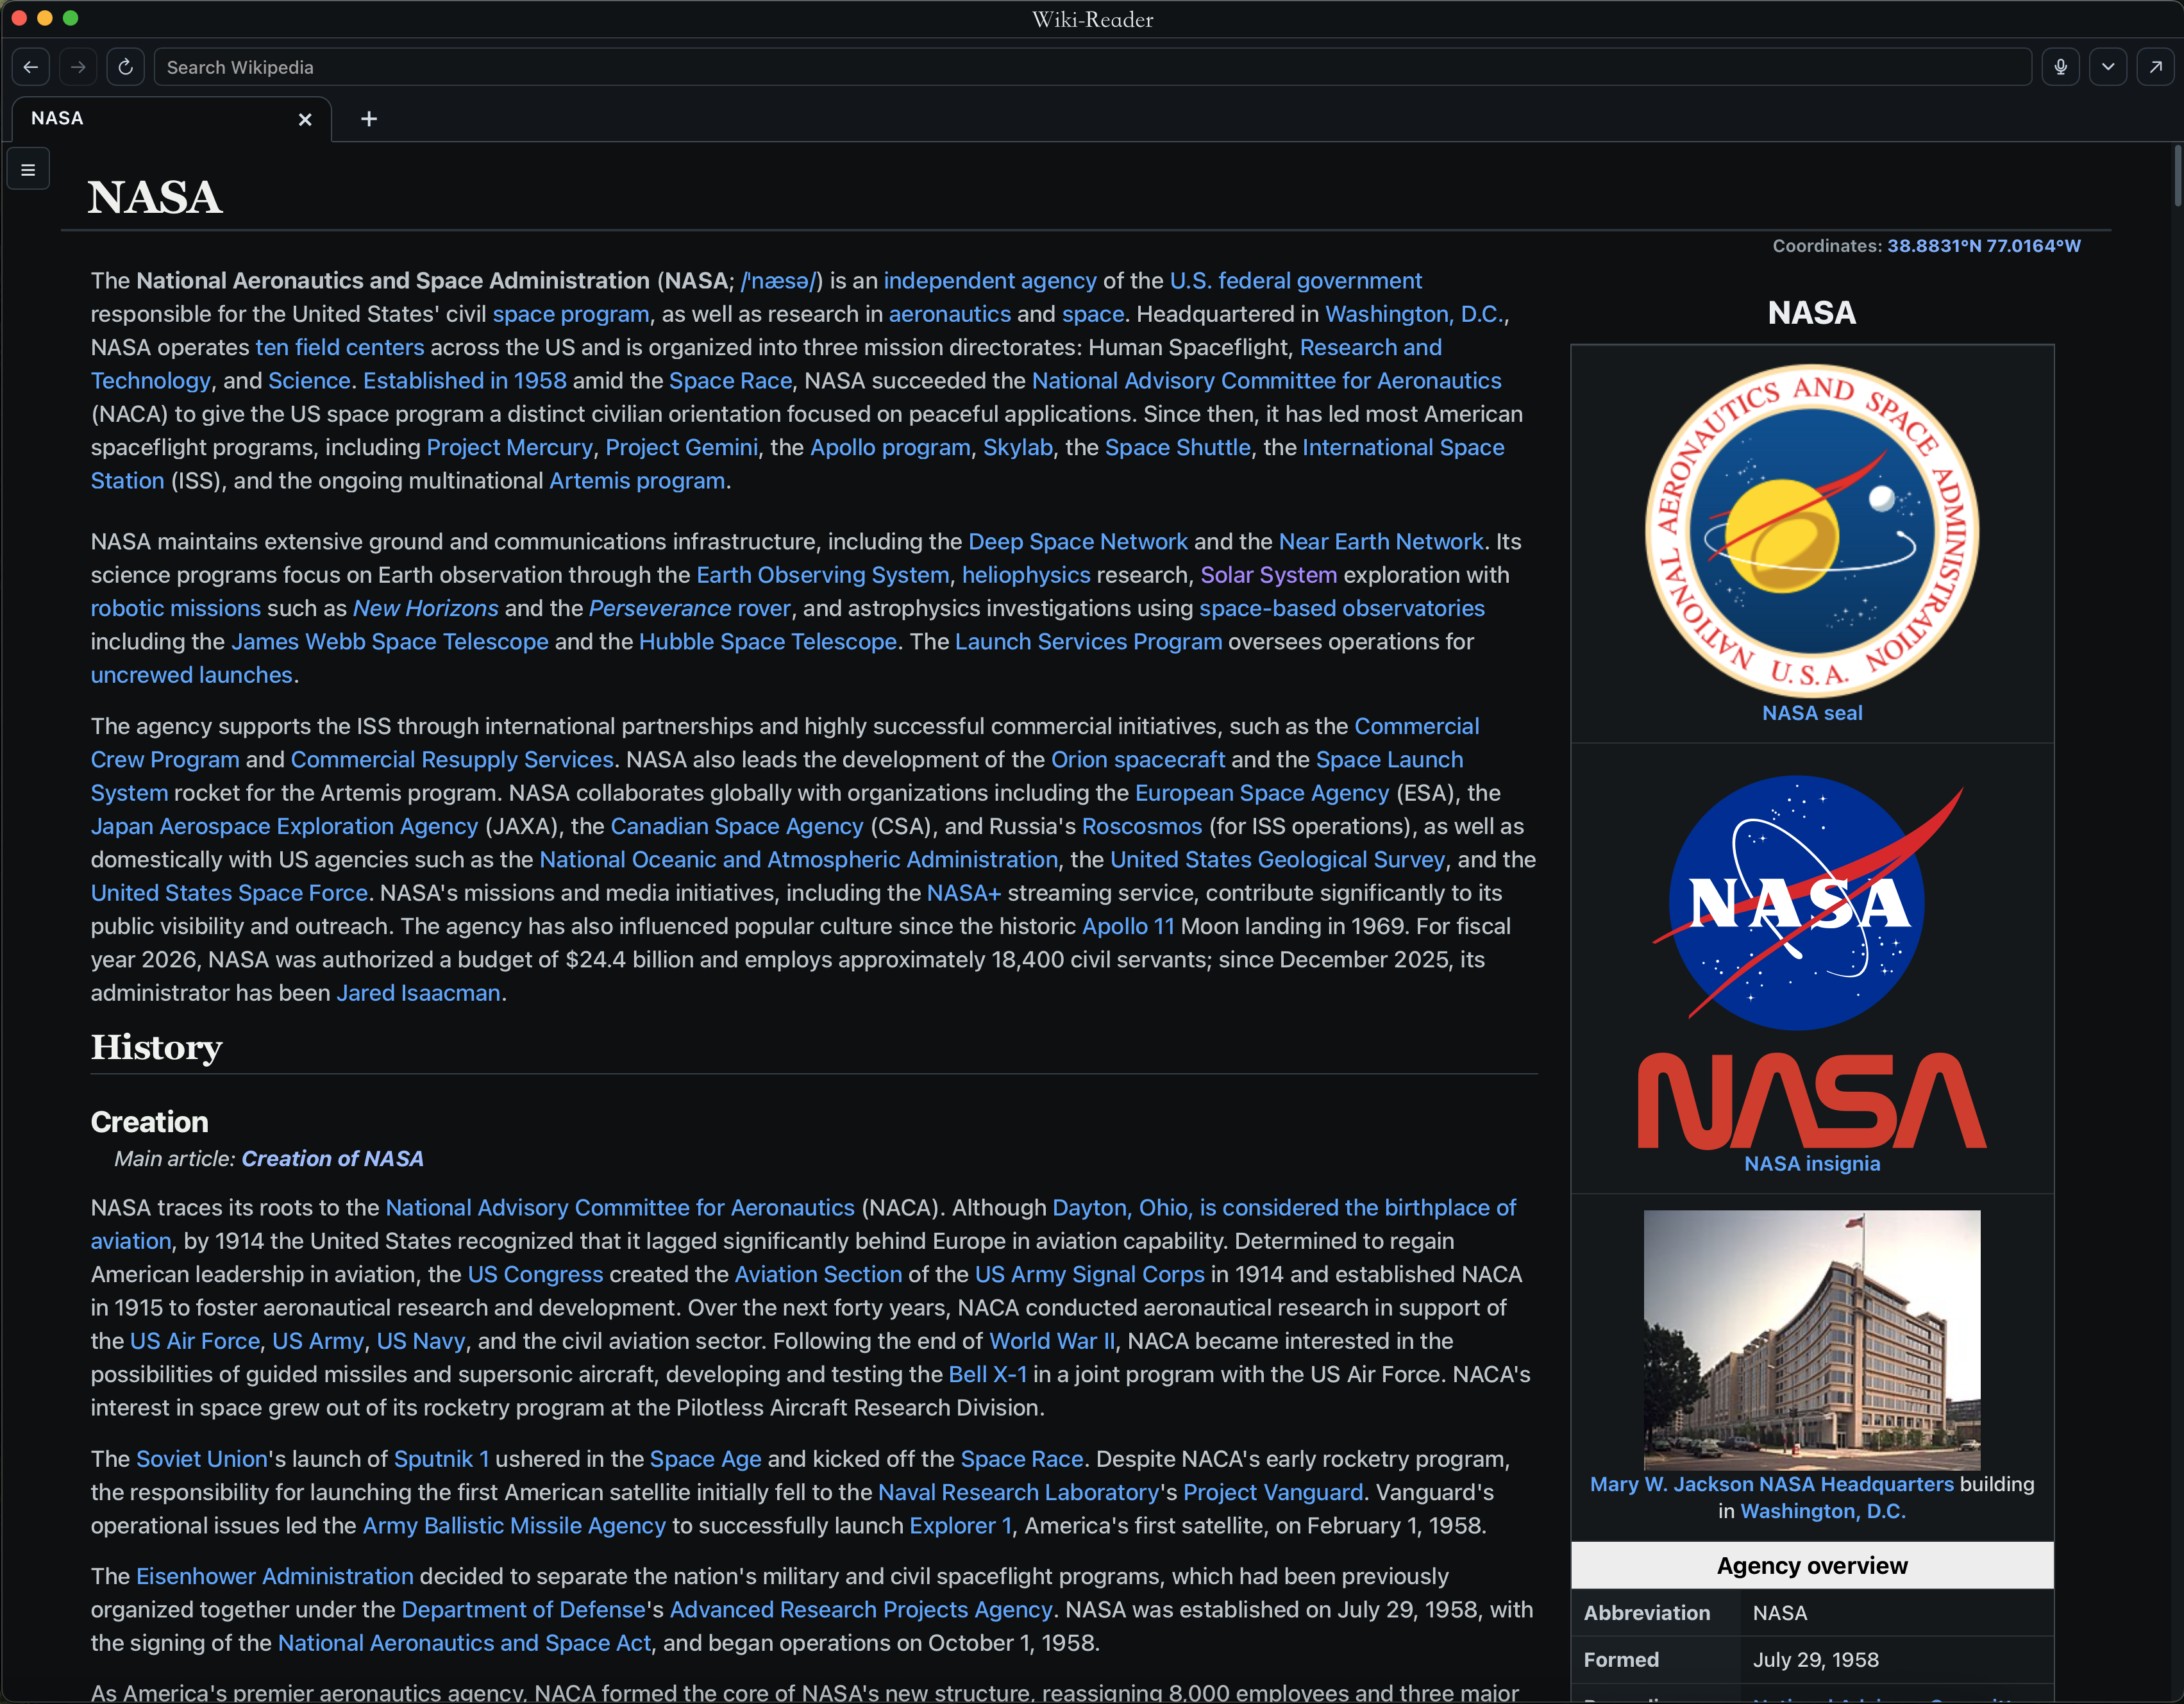 Wiki-Reader
Search Wikipedia
NASA
NASA
Coordinates: 38.8831°N 77.0164°W
The National Aeronautics and Space Administration (NASA; /ˈnæsə/) is an independent agency of the U.S. federal government
responsible for the United States' civil space program, as well as research in aeronautics and space. Headquartered in Washington, D.C.,
NASA operates ten field centers across the US and is organized into three mission directorates: Human Spaceflight, Research and
Technology, and Science. Established in 1958 amid the Space Race, NASA succeeded the National Advisory Committee for Aeronautics
(NACA) to give the US space program a distinct civilian orientation focused on peaceful applications. Since then, it has led most American
spaceflight programs, including Project Mercury, Project Gemini, the Apollo program, Skylab, the Space Shuttle, the International Space
Station (ISS), and the ongoing multinational Artemis program.
NASA maintains extensive ground and communications infrastructure, including the Deep Space Network and the Near Earth Network. Its
science programs focus on Earth observation through the Earth Observing System, heliophysics research, Solar System exploration with
robotic missions such as New Horizons and the Perseverance rover, and astrophysics investigations using space-based observatories
including the James Webb Space Telescope and the Hubble Space Telescope. The Launch Services Program oversees operations for
uncrewed launches.
The agency supports the ISS through international partnerships and highly successful commercial initiatives, such as the Commercial
Crew Program and Commercial Resupply Services. NASA also leads the development of the Orion spacecraft and the Space Launch
System rocket for the Artemis program. NASA collaborates globally with organizations including the European Space Agency (ESA), the
Japan Aerospace Exploration Agency (JAXA), the Canadian Space Agency (CSA), and Russia's Roscosmos (for ISS operations), as well as
domestically with US agencies such as the National Oceanic and Atmospheric Administration, the United States Geological Survey, and the
United States Space Force. NASA's missions and media initiatives, including the NASA+ streaming service, contribute significantly to its
public visibility and outreach. The agency has also influenced popular culture since the historic Apollo 11 Moon landing in 1969. For fiscal
year 2026, NASA was authorized a budget of $24.4 billion and employs approximately 18,400 civil servants; since December 2025, its
administrator has been Jared Isaacman.
History
Creation
Main article: Creation of NASA
NASA traces its roots to the National Advisory Committee for Aeronautics (NACA). Although Dayton, Ohio, is considered the birthplace of
aviation, by 1914 the United States recognized that it lagged significantly behind Europe in aviation capability. Determined to regain
American leadership in aviation, the US Congress created the Aviation Section of the US Army Signal Corps in 1914 and established NACA
in 1915 to foster aeronautical research and development. Over the next forty years, NACA conducted aeronautical research in support of
the US Air Force, US Army, US Navy, and the civil aviation sector. Following the end of World War II, NACA became interested in the
possibilities of guided missiles and supersonic aircraft, developing and testing the Bell X-1 in a joint program with the US Air Force. NACA's
interest in space grew out of its rocketry program at the Pilotless Aircraft Research Division.
The Soviet Union's launch of Sputnik 1 ushered in the Space Age and kicked off the Space Race. Despite NACA's early rocketry program,
the responsibility for launching the first American satellite initially fell to the Naval Research Laboratory's Project Vanguard. Vanguard's
operational issues led the Army Ballistic Missile Agency to successfully launch Explorer 1, America's first satellite, on February 1, 1958.
The Eisenhower Administration decided to separate the nation's military and civil spaceflight programs, which had been previously
organized together under the Department of Defense's Advanced Research Projects Agency. NASA was established on July 29, 1958, with
the signing of the National Aeronautics and Space Act, and began operations on October 1, 1958.
As America's premier aeronautics agency, NACA formed the core of NASA's new structure, reassigning 8,000 employees and three major
NASA
NATIONAL AERONAUTICS AND SPACE ADMINISTRATION
U.S.A.
NASA seal
NASA
NASA
NASA insignia
Mary W. Jackson NASA Headquarters building
in Washington, D.C.
Agency overview
Abbreviation NASA
Formed July 29, 1958